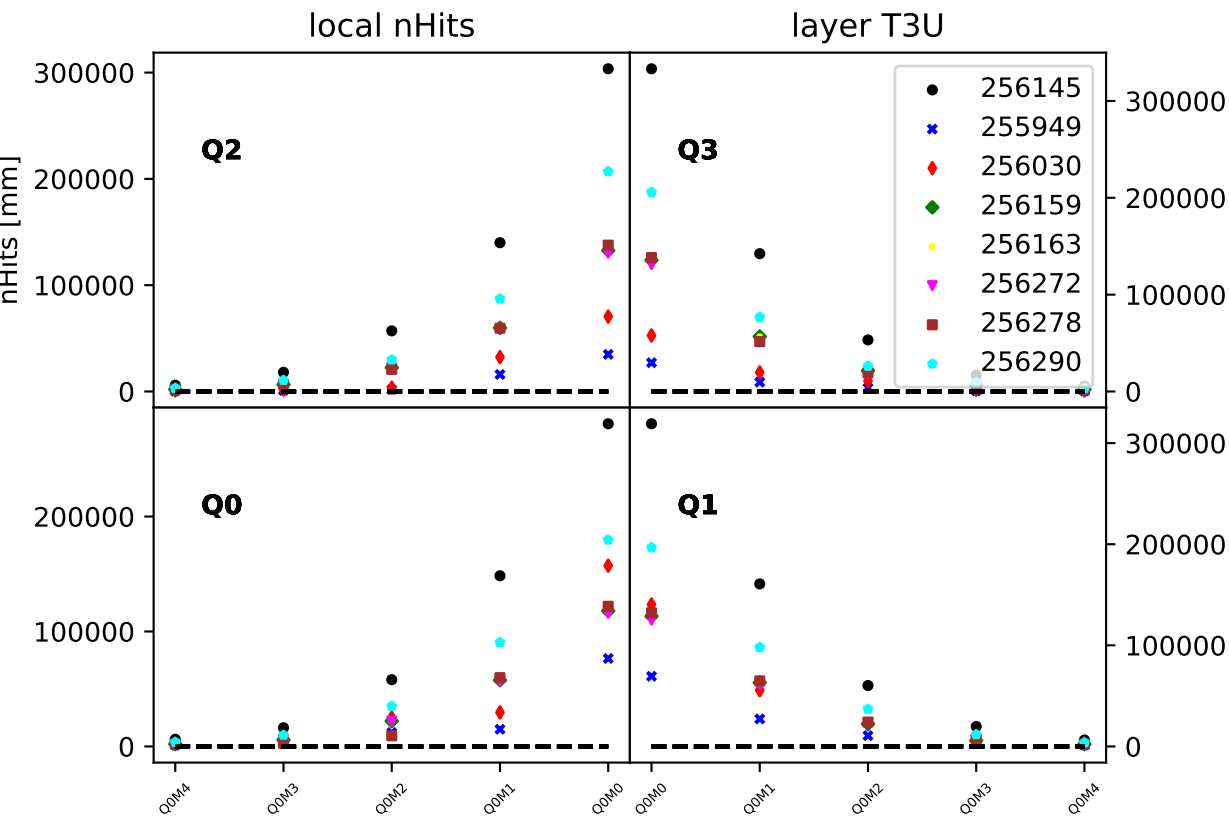 local nHits
layer T3U
nHits [mm]
300000
200000
100000
0
Q2
Q3
256145
255949
256030
256159
256163
256272
256278
256290
300000
200000
100000
0
200000
100000
0
Q0
Q1
300000
200000
100000
0
Q0M4
Q0M3
Q0M2
Q0M1
Q0M0
Q0M0
Q0M1
Q0M2
Q0M3
Q0M4